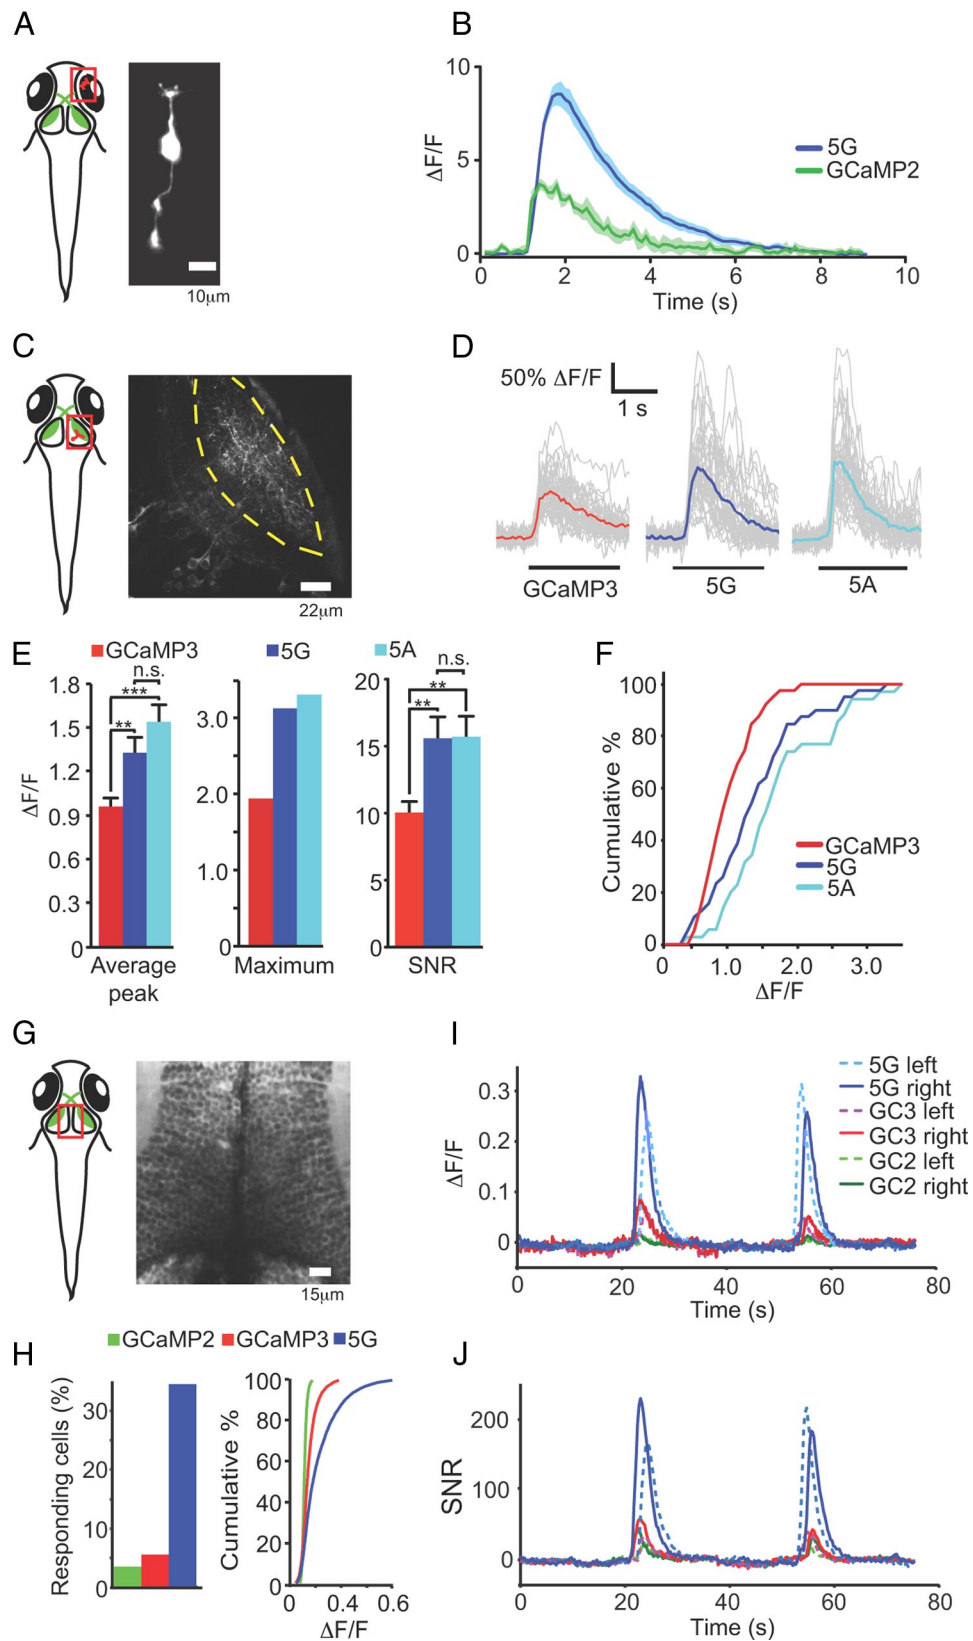 A
10μm
B
10
5
0
ΔF/F
5G
GCaMP2
0 2 4 6 8 10
Time (s)
C
22μm
D
50% ΔF/F
1 s
GCaMP3
5G
5A
E
GCaMP3 5G 5A
n.s.
***
**
1.8
1.5
1.2
0.9
0.6
0.3
0
ΔF/F
Average
peak
3.0
2.0
1.0
0
Maximum
n.s.
**
**
20
15
10
5
0
SNR
F
100
80
60
40
20
0
Cumulative %
GCaMP3
5G
5A
0 1.0 2.0 3.0
ΔF/F
G
15μm
H
GCaMP2 GCaMP3 5G
30
20
10
0
Responding cells (%)
100
80
60
40
20
0
Cumulative %
0 0.4 0.6
ΔF/F
I
5G left
5G right
GC3 left
GC3 right
GC2 left
GC2 right
0.3
0.2
0.1
0
ΔF/F
0 20 40 60 80
Time (s)
J
200
100
0
SNR
0 20 40 60 80
Time (s)